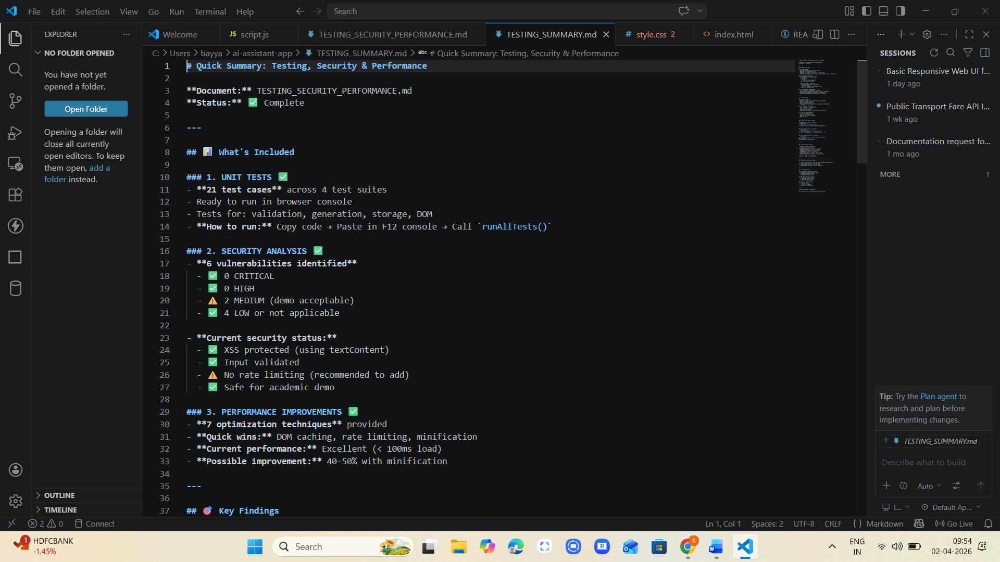 File Edit Selection View Go Run Terminal Help
Search
EXPLORER
NO FOLDER OPENED
You have not yet
opened a folder.
Open Folder
Opening a folder will
close all currently
open editors. To keep
them open, add a
folder instead.
OUTLINE
TIMELINE
Welcome
JS script.js
TESTING_SECURITY_PERFORMANCE.md
TESTING_SUMMARY.md
# style.css 2
<> index.html
REA
C: > Users > bayya > ai-assistant-app > TESTING_SUMMARY.md > abc # Quick Summary: Testing, Security & Performance
1 # Quick Summary: Testing, Security & Performance
2
3 **Document:** TESTING_SECURITY_PERFORMANCE.md
4 **Status:** ✅ Complete
5
6 ---
7
8 ## 📊 What's Included
9
10 ### 1. UNIT TESTS ✅
11 - **21 test cases** across 4 test suites
12 - Ready to run in browser console
13 - Tests for: validation, generation, storage, DOM
14 - **How to run:** Copy code → Paste in F12 console → Call `runAllTests()`
15
16 ### 2. SECURITY ANALYSIS ✅
17 - **6 vulnerabilities identified**
18 - ✅ 0 CRITICAL
19 - ✅ 0 HIGH
20 - ⚠️ 2 MEDIUM (demo acceptable)
21 - ✅ 4 LOW or not applicable
22
23 - **Current security status:**
24 - ✅ XSS protected (using textContent)
25 - ✅ Input validated
26 - ⚠️ No rate limiting (recommended to add)
27 - ✅ Safe for academic demo
28
29 ### 3. PERFORMANCE IMPROVEMENTS ✅
30 - **7 optimization techniques** provided
31 - **Quick wins:** DOM caching, rate limiting, minification
32 - **Current performance:** Excellent (< 100ms load)
33 - **Possible improvement:** 40-50% with minification
34
35 ---
36
37 ## 🎯 Key Findings
SESSIONS
Basic Responsive Web UI f...
1 day ago
Public Transport Fare API I...
1 wk ago
Documentation request fo...
1 mo ago
MORE 1
Tip: Try the Plan agent to
research and plan before
implementing changes.
TESTING_SUMMARY.md
Describe what to build
Auto
L... Default Ap...
2 0 Connect
Ln 1, Col 1 Spaces: 2 UTF-8 CRLF { } Markdown Go Live
1 HDFCBANK
-1.45%
Search
S
W
ENG
IN
09:54
02-04-2026